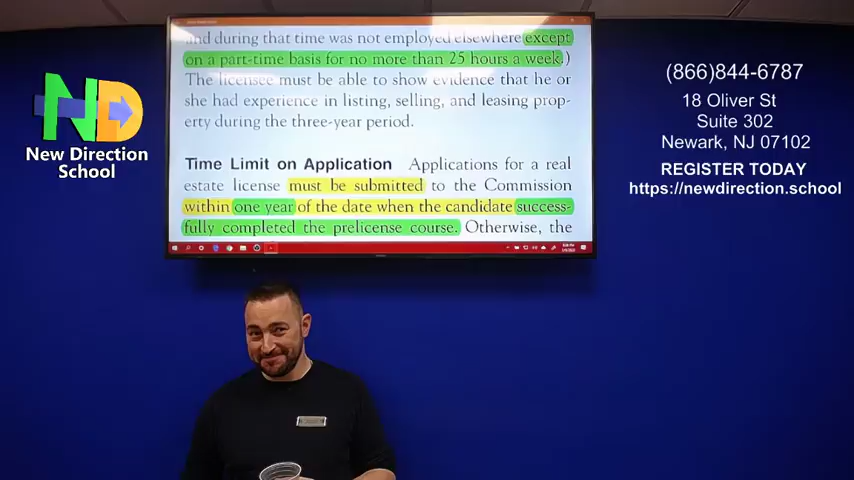 and during that time was not employed elsewhere except
on a part-time basis for no more than 25 hours a week.)
The licensee must be able to show evidence that he or
she had experience in listing, selling, and leasing prop-
erty during the three-year period.
Time Limit on Application Applications for a real
estate license must be submitted to the Commission
within one year of the date when the candidate success-
fully completed the prelicense course. Otherwise, the
ND
New Direction
School
(866)844-6787
18 Oliver St
Suite 302
Newark, NJ 07102
REGISTER TODAY
https://newdirection.school